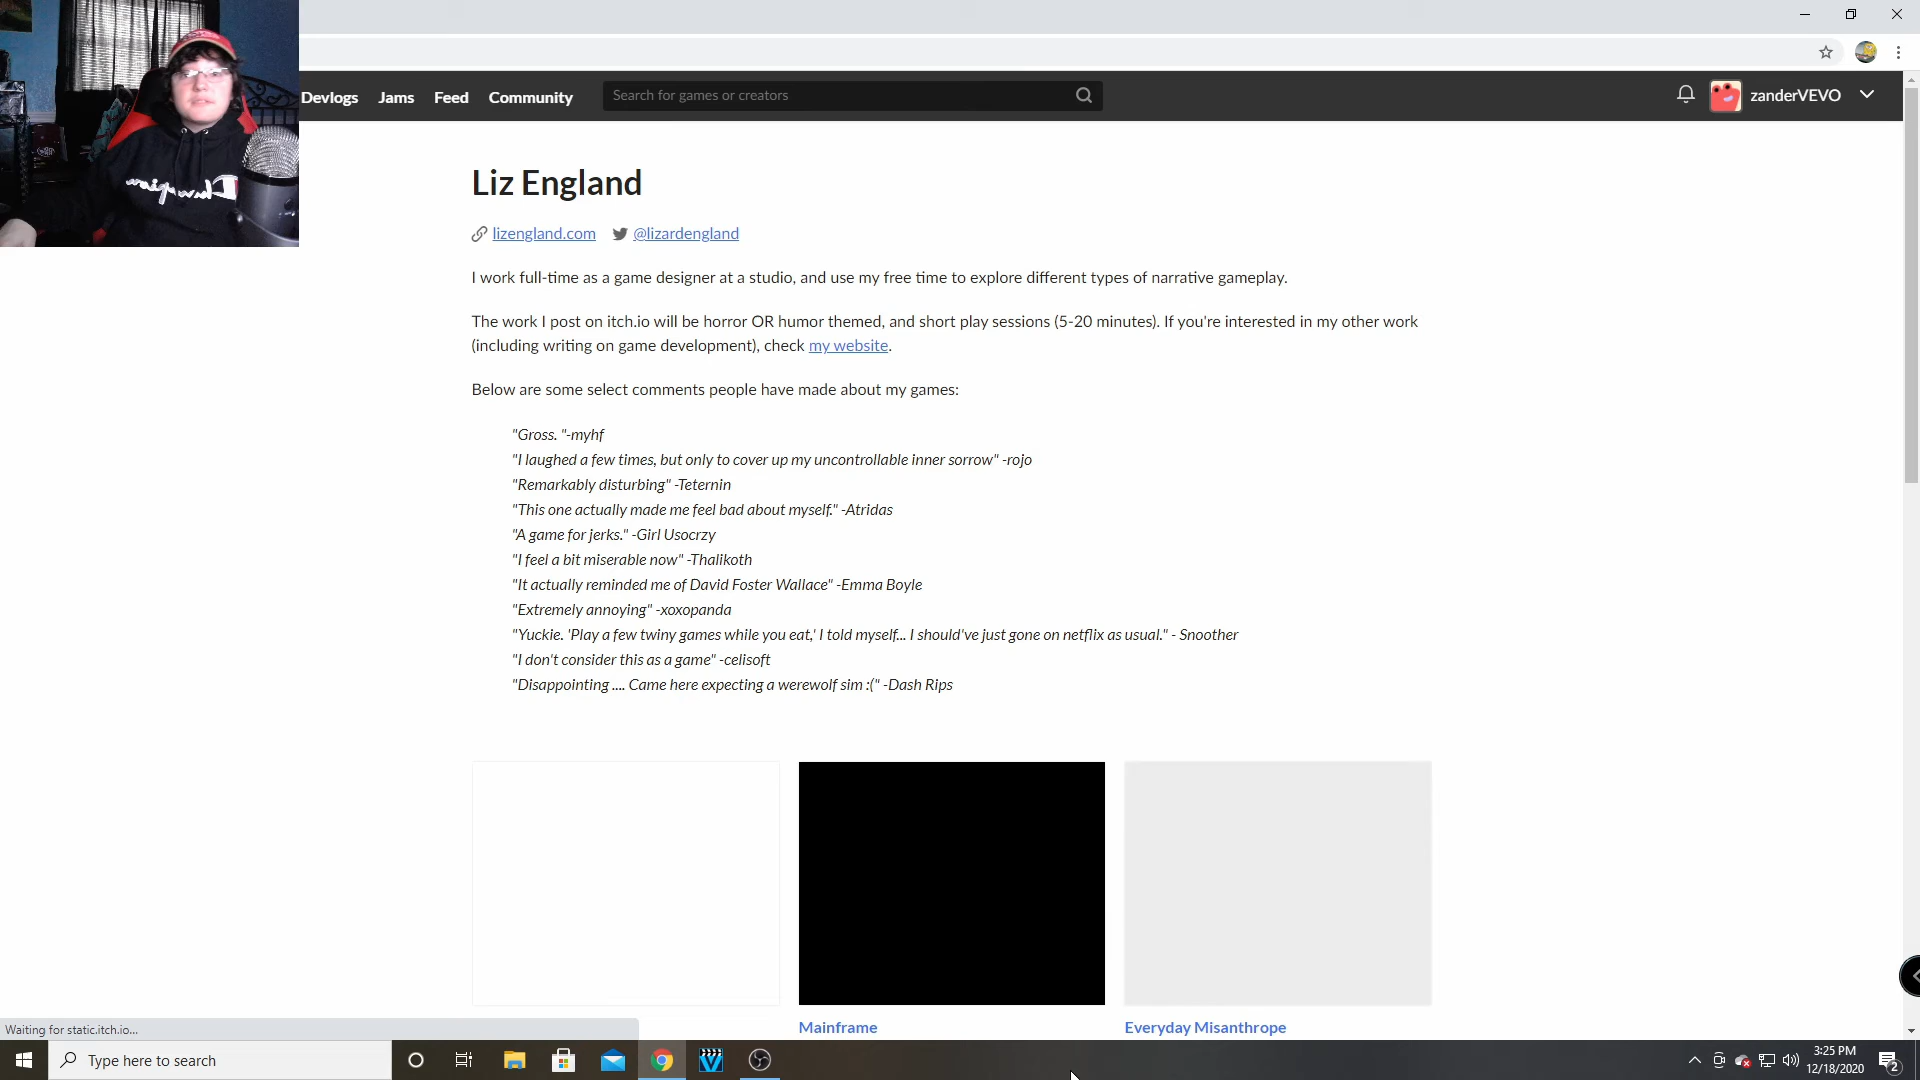 Devlogs Jams Feed Community Search for games or creators zanderVEVO
Liz England
lizengland.com @lizardengland
I work full-time as a game designer at a studio, and use my free time to explore different types of narrative gameplay.
The work I post on itch.io will be horror OR humor themed, and short play sessions (5-20 minutes). If you're interested in my other work
(including writing on game development), check my website.
Below are some select comments people have made about my games:
"Gross. "-myhf
"I laughed a few times, but only to cover up my uncontrollable inner sorrow" -rojo
"Remarkably disturbing" -Teternin
"This one actually made me feel bad about myself." -Atridas
"A game for jerks." -Girl Usocrzy
"I feel a bit miserable now" -Thalikoth
"It actually reminded me of David Foster Wallace" -Emma Boyle
"Extremely annoying" -xoxopanda
"Yuckie. 'Play a few twiny games while you eat,' I told myself... I should've just gone on netflix as usual." - Snoother
"I don't consider this as a game" -celisoft
"Disappointing .... Came here expecting a werewolf sim :(" -Dash Rips
Mainframe Everyday Misanthrope
Waiting for static.itch.io...
Type here to search
3:25 PM
12/18/2020
2